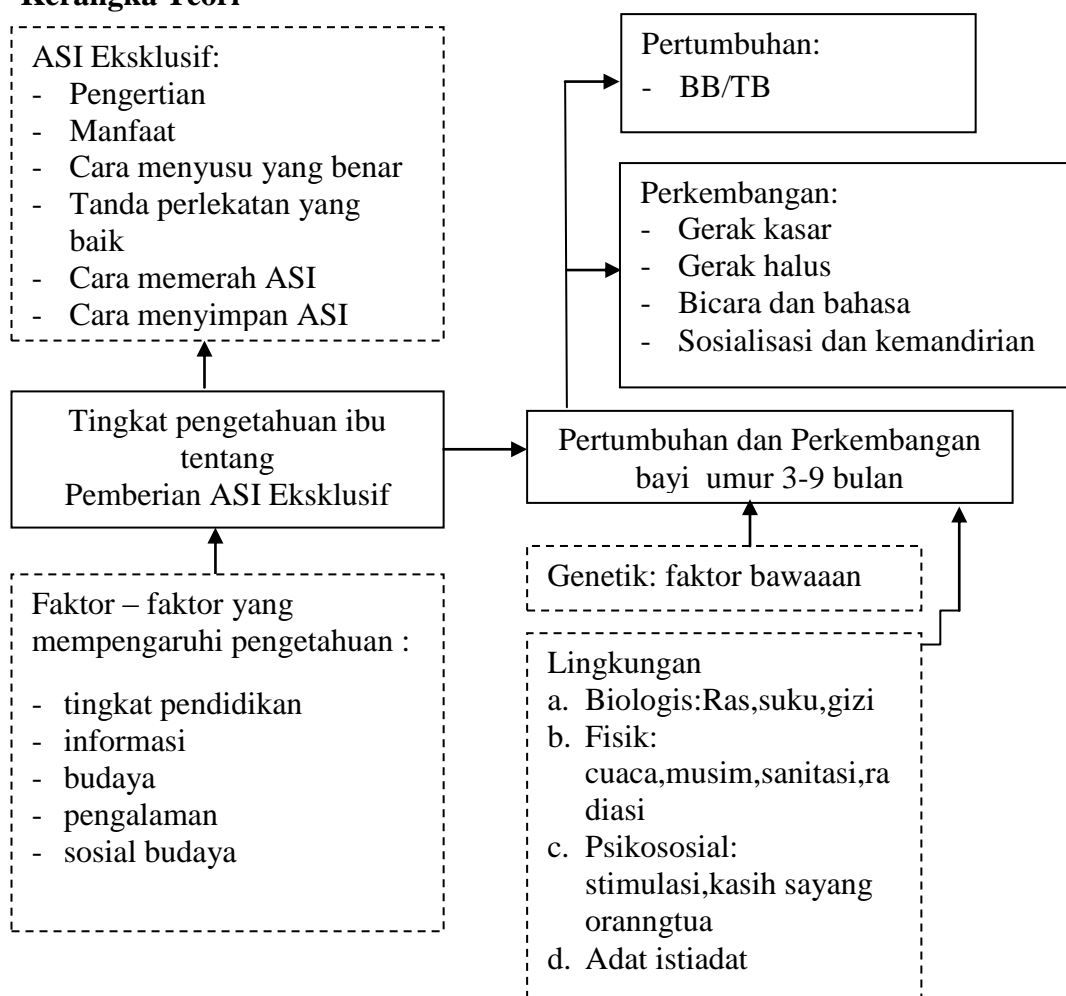 Kerangka Teori
ASI Eksklusif:
- Pengertian
- Manfaat
- Cara menyusu yang benar
- Tanda perlekatan yang
baik
- Cara memerah ASI
- Cara menyimpan ASI
Pertumbuhan:
- BB/TB
Perkembangan:
- Gerak kasar
- Gerak halus
- Bicara dan bahasa
- Sosialisasi dan kemandirian
Tingkat pengetahuan ibu
tentang
Pemberian ASI Eksklusif
Pertumbuhan dan Perkembangan
bayi umur 3-9 bulan
Genetik: faktor bawaaan
Faktor – faktor yang
mempengaruhi pengetahuan :
- tingkat pendidikan
- informasi
- budaya
- pengalaman
- sosial budaya
Lingkungan
a. Biologis:Ras,suku,gizi
b. Fisik:
cuaca,musim,sanitasi,ra
diasi
c. Psikososial:
stimulasi,kasih sayang
oranngtua
d. Adat istiadat